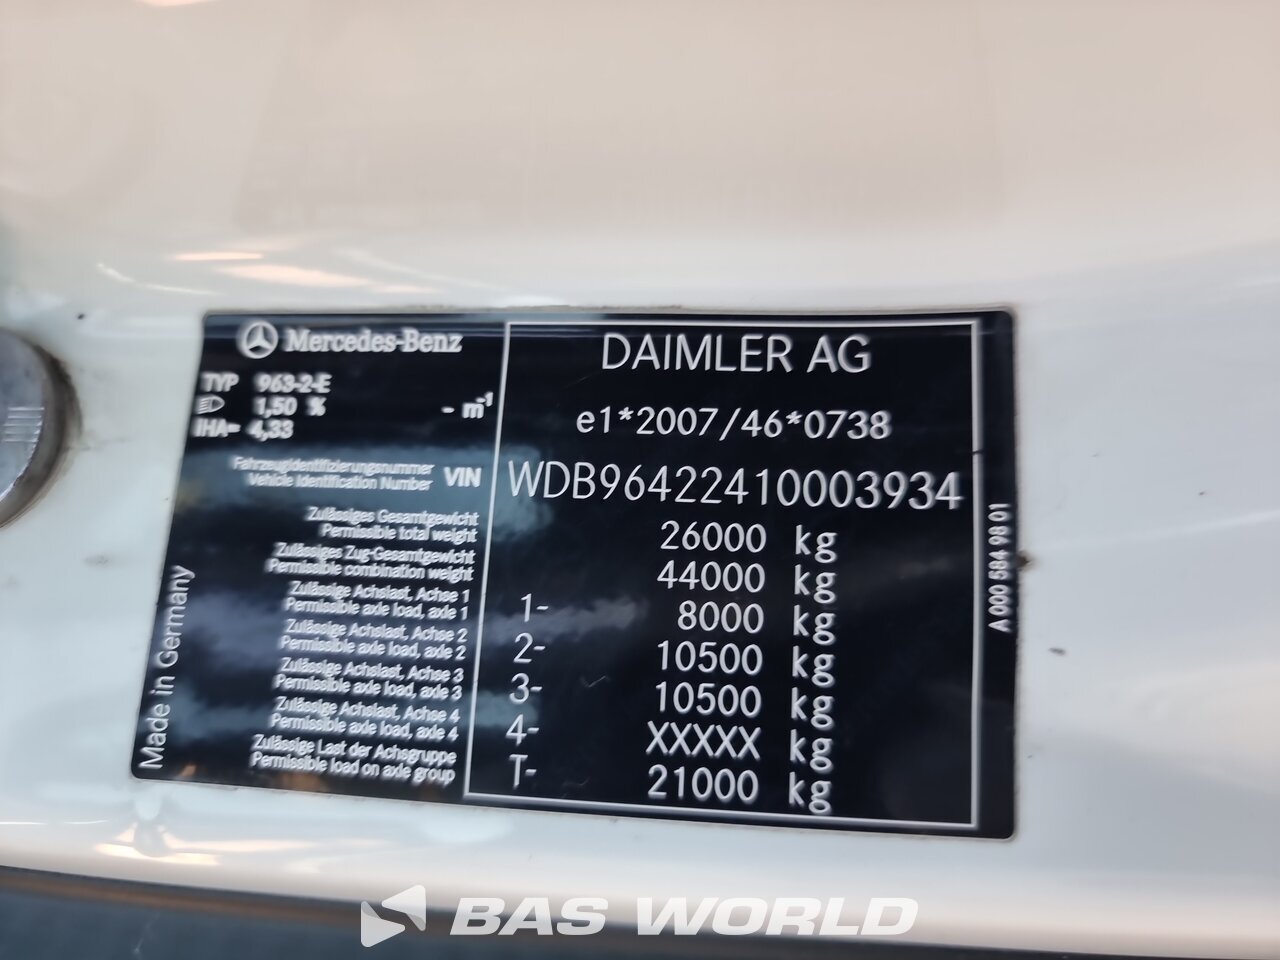 Mercedes-Benz
TYP 963-2-E
1,50 % - m-1
IHA= 4,33
Fahrzeugidentifizierungsnummer
Vehicle Identification Number VIN
Zulässiges Gesamtgewicht
Permissible total weight
Zulässiges Zug-Gesamtgewicht
Permissible combination weight
Zulässige Achslast, Achse 1
Permissible axle load, axle 1
Zulässige Achslast, Achse 2
Permissible axle load, axle 2
Zulässige Achslast, Achse 3
Permissible axle load, axle 3
Zulässige Achslast, Achse 4
Permissible axle load, axle 4
Zulässige Last der Achsgruppe
Permissible load on axle group
Made in Germany
DAIMLER AG
e1*2007/46*0738
WDB96422410003934
26000 kg
44000 kg
1- 8000 kg
2- 10500 kg
3- 10500 kg
4- XXXXX kg
T- 21000 kg
A 000 584 98 01
BAS WORLD